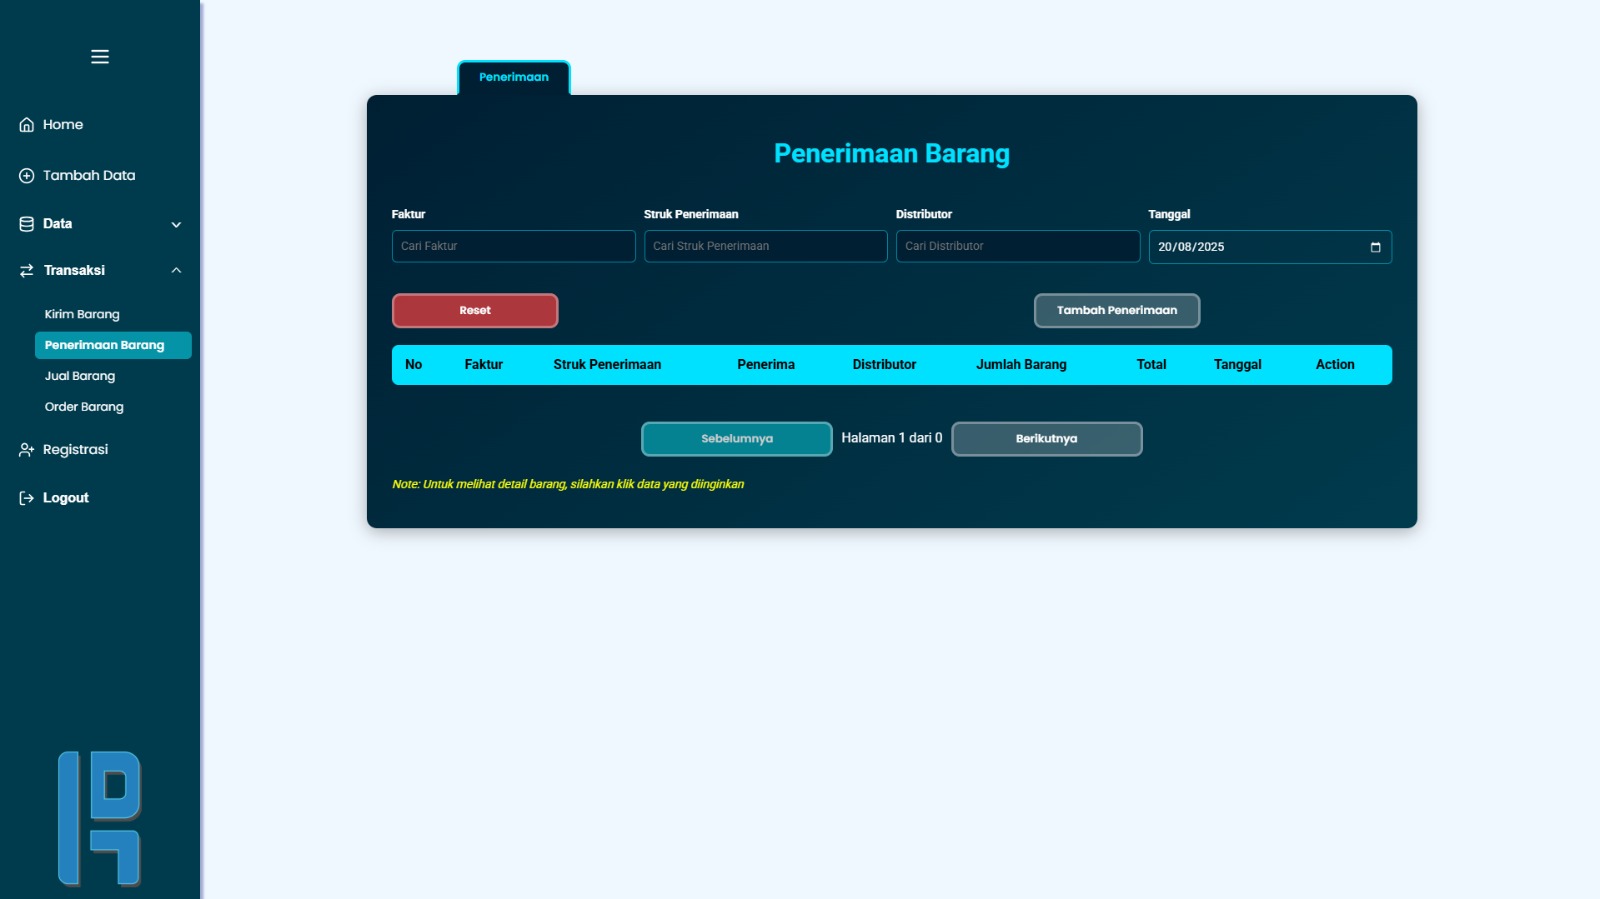 Home
Tambah Data
Data
Transaksi
Kirim Barang
Penerimaan Barang
Jual Barang
Order Barang
Registrasi
Logout
Penerimaan
Penerimaan Barang
Faktur Struk Penerimaan Distributor Tanggal
Cari Faktur Cari Struk Penerimaan Cari Distributor 20/08/2025
Reset Tambah Penerimaan
No Faktur Struk Penerimaan Penerima Distributor Jumlah Barang Total Tanggal Action
Sebelumnya Halaman 1 dari 0 Berikutnya
Note: Untuk melihat detail barang, silahkan klik data yang diinginkan